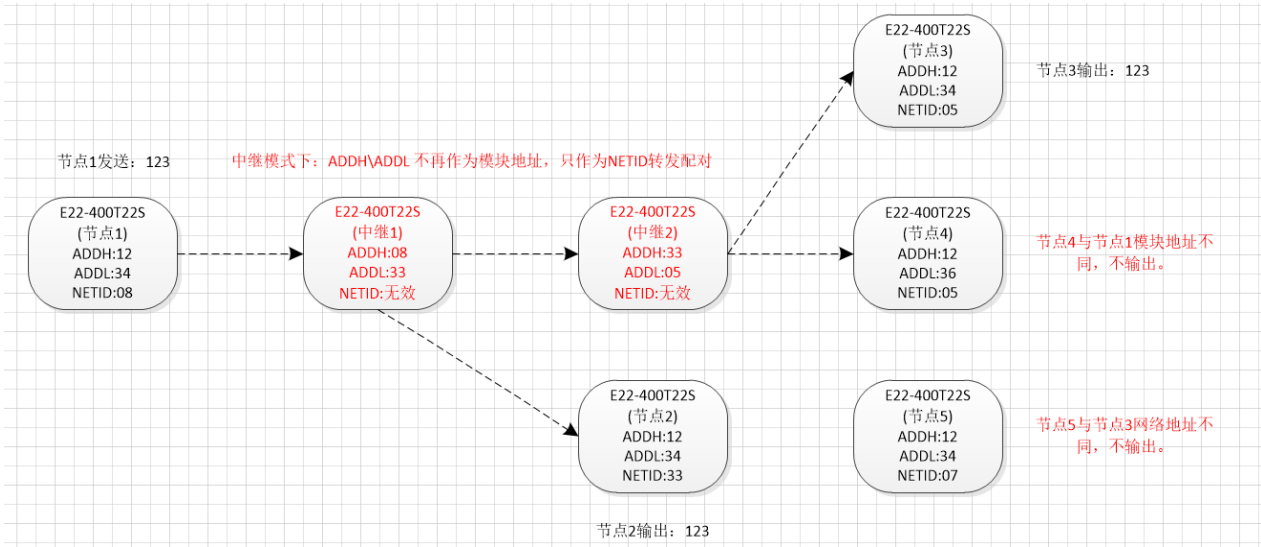 E22-400T22S
(节点3)
ADDH:12
ADDL:34
NETID:05
节点3输出：123
节点1发送：123
中继模式下：ADDH\ADDL 不再作为模块地址，只作为NETID转发配对
E22-400T22S
(节点1)
ADDH:12
ADDL:34
NETID:08
E22-400T22S
(中继1)
ADDH:08
ADDL:33
NETID:无效
E22-400T22S
(中继2)
ADDH:33
ADDL:05
NETID:无效
E22-400T22S
(节点4)
ADDH:12
ADDL:36
NETID:05
节点4与节点1模块地址不
同，不输出。
E22-400T22S
(节点2)
ADDH:12
ADDL:34
NETID:33
E22-400T22S
(节点5)
ADDH:12
ADDL:34
NETID:07
节点5与节点3网络地址不
同，不输出。
节点2输出：123